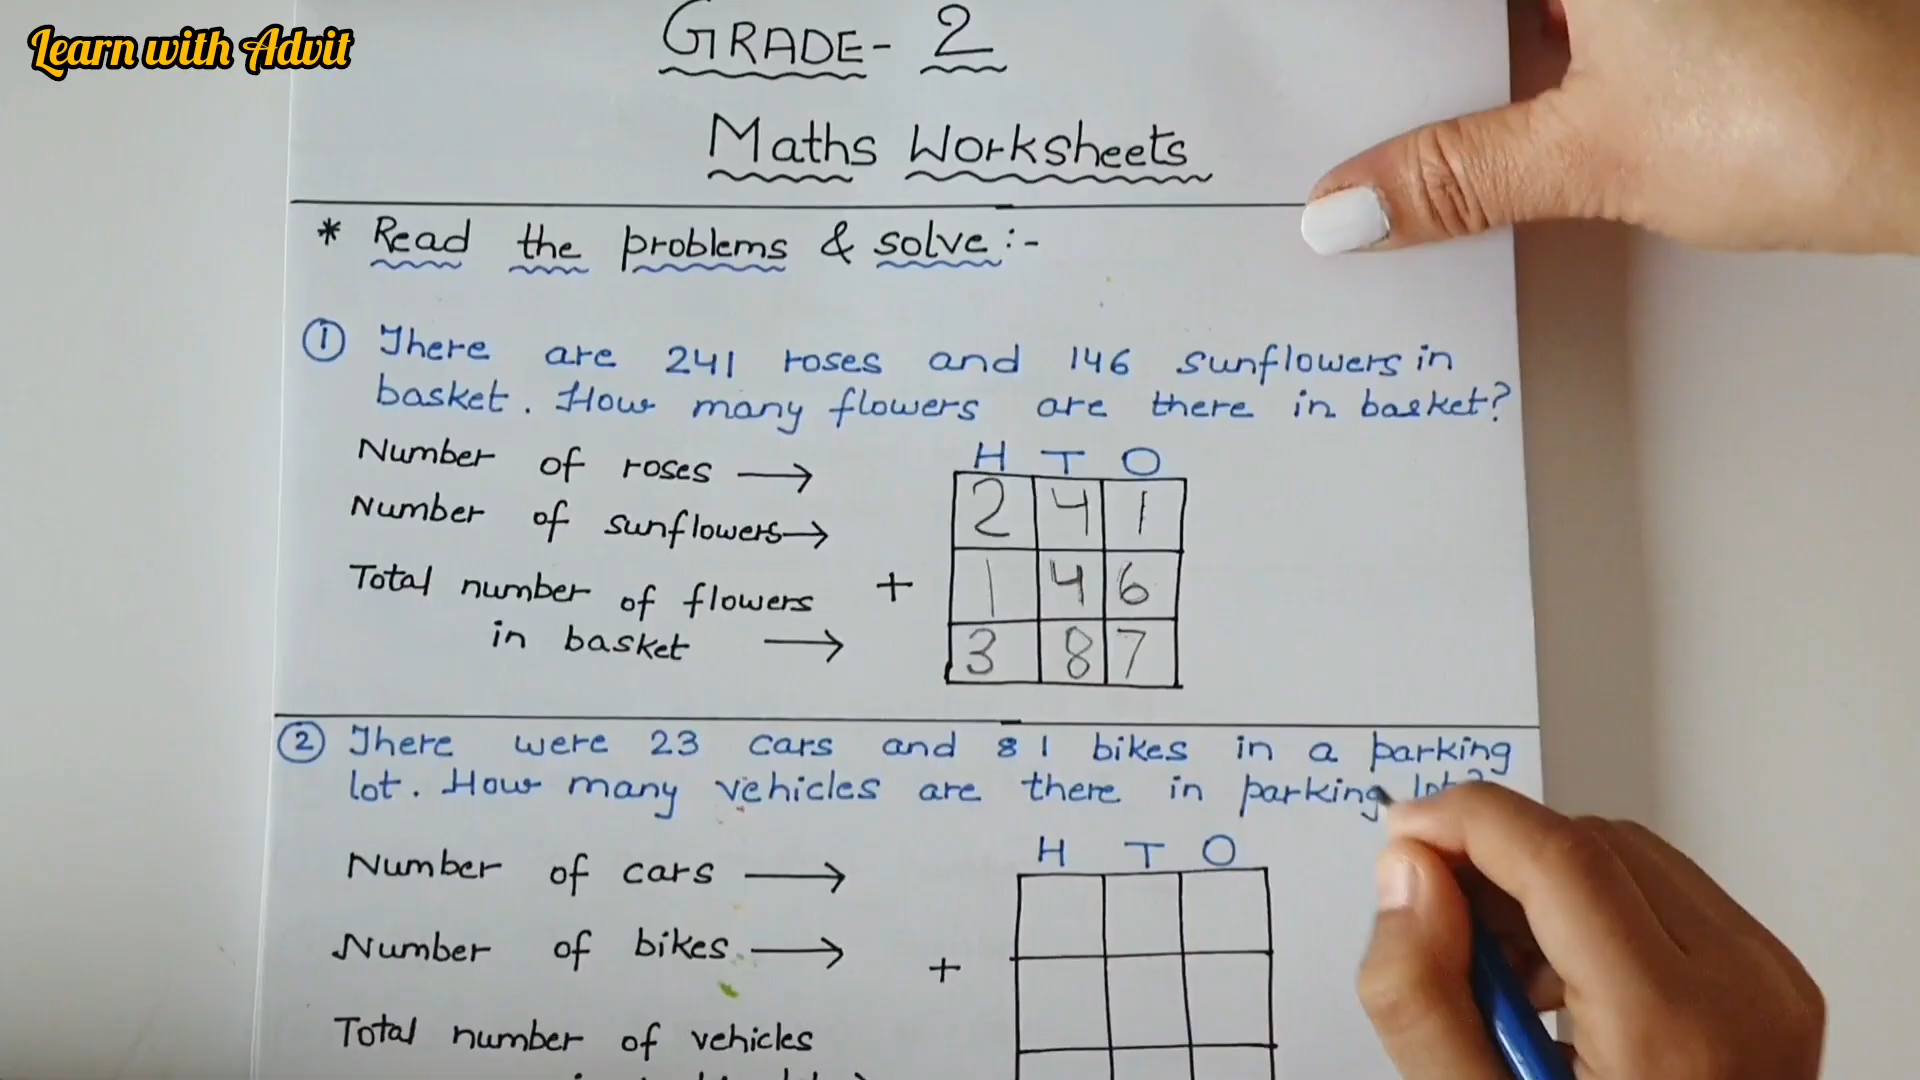 Learn with Advit
GRADE- 2
Maths Worksheets
* Read the problems & solve :-
① There are 241 roses and 146 sunflowers in
basket. How many flowers are there in basket?
H T O
Number of roses → 2 4 1
Number of sunflowers → + 1 4 6
Total number of flowers
in basket → 3 8 7
② There were 23 cars and 81 bikes in a parking
lot. How many vehicles are there in parking lot?
H T O
Number of cars →
Number of bikes → +
Total number of vehicles